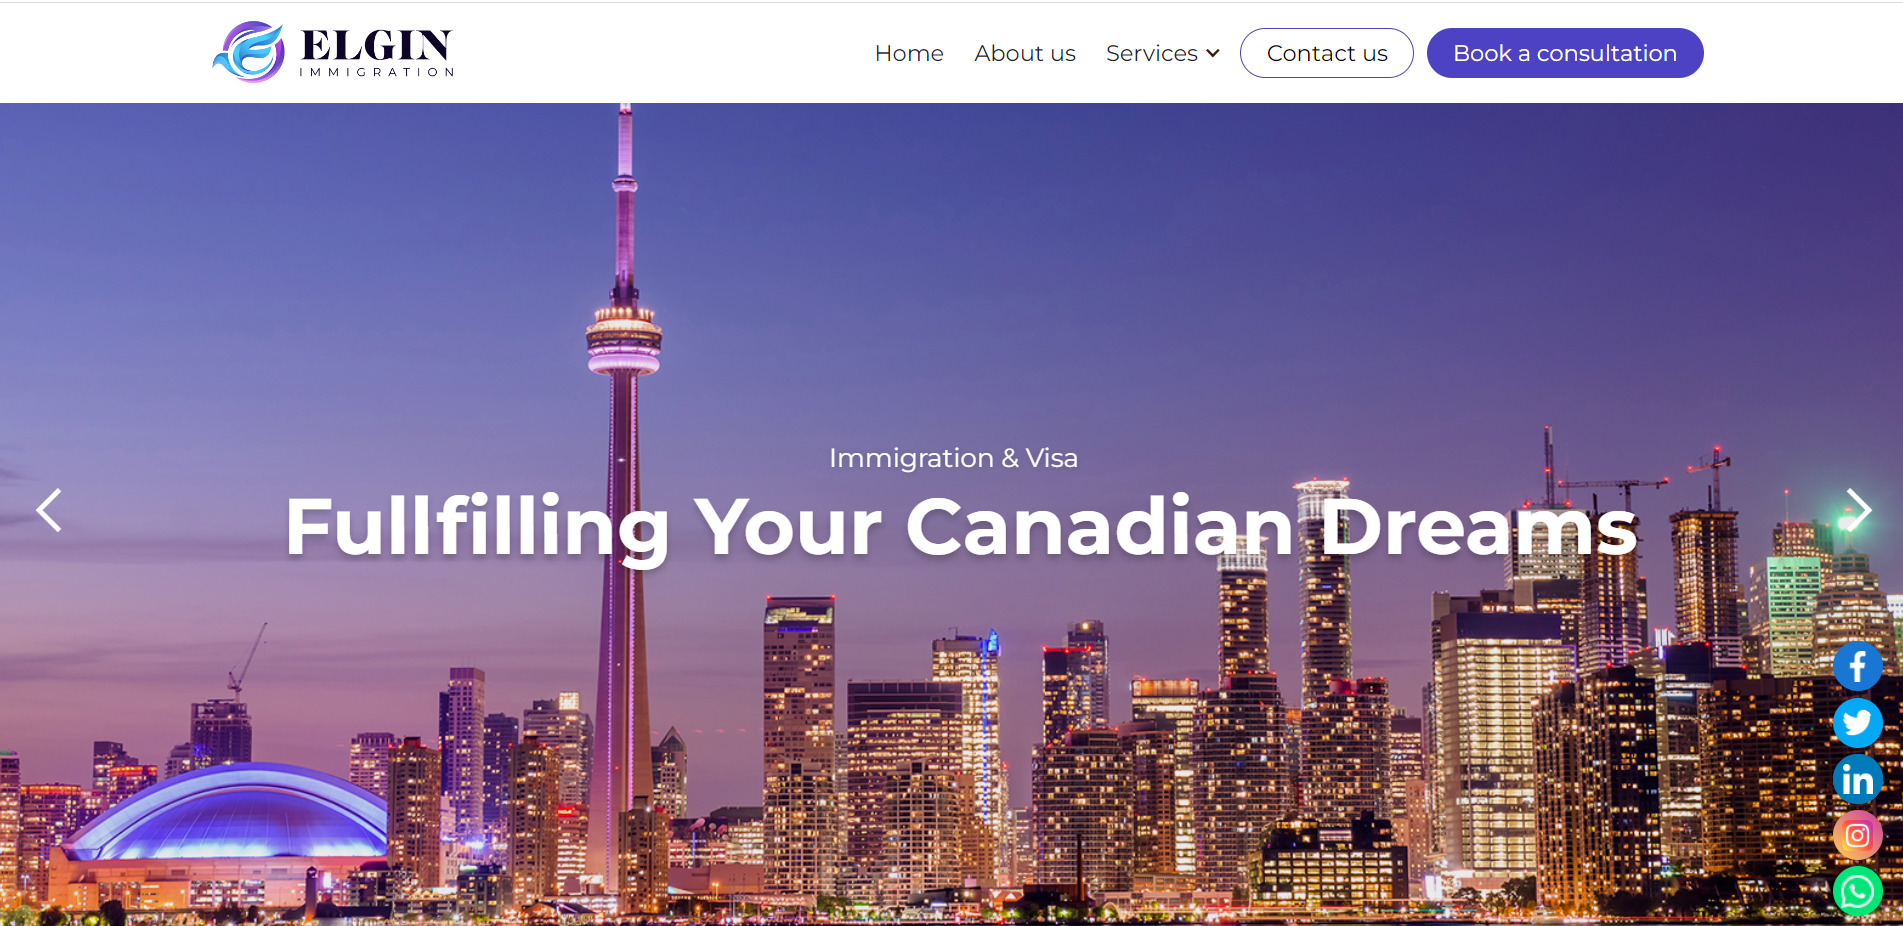 ELGIN
IMMIGRATION
Home About us Services Contact us Book a consultation
Immigration & Visa
Fullfilling Your Canadian Dreams